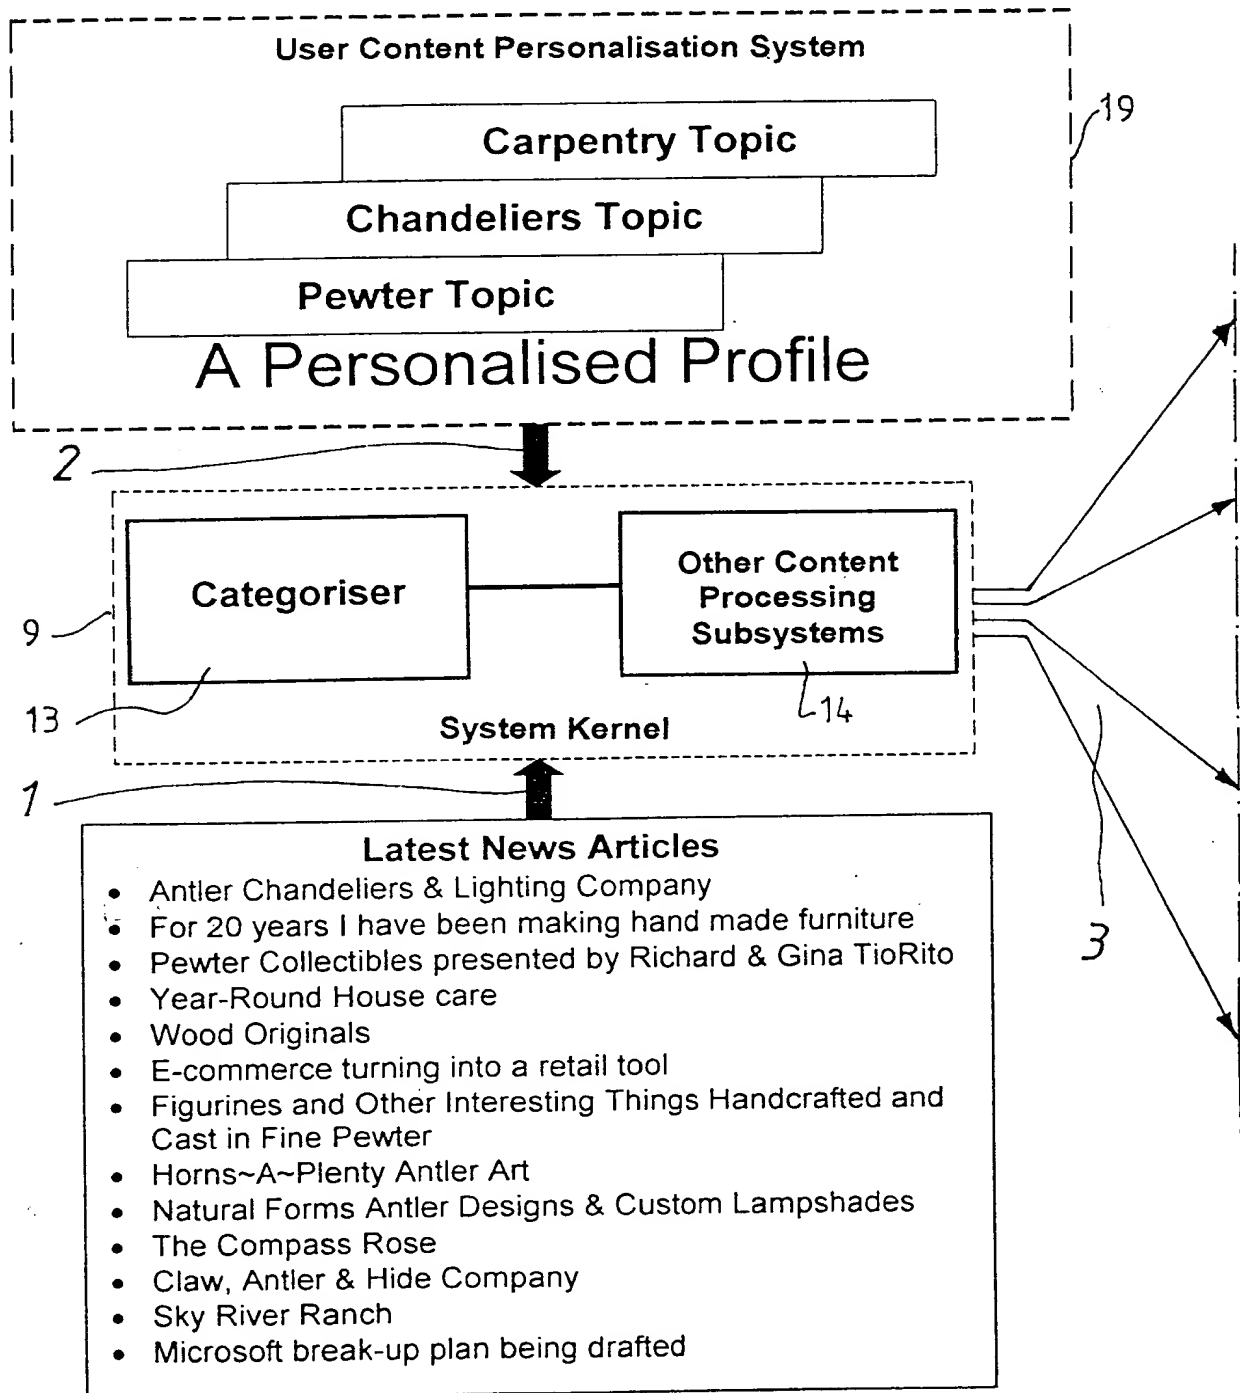 User Content Personalisation System
19
Carpentry Topic
Chandeliers Topic
Pewter Topic
A Personalised Profile
2
Categoriser
Other Content
Processing
Subsystems
9
13
14
System Kernel
1
3
Latest News Articles
• Antler Chandeliers & Lighting Company
• For 20 years I have been making hand made furniture
• Pewter Collectibles presented by Richard & Gina TioRito
• Year-Round House care
• Wood Originals
• E-commerce turning into a retail tool
• Figurines and Other Interesting Things Handcrafted and
Cast in Fine Pewter
• Horns~A~Plenty Antler Art
• Natural Forms Antler Designs & Custom Lampshades
• The Compass Rose
• Claw, Antler & Hide Company
• Sky River Ranch
• Microsoft break-up plan being drafted